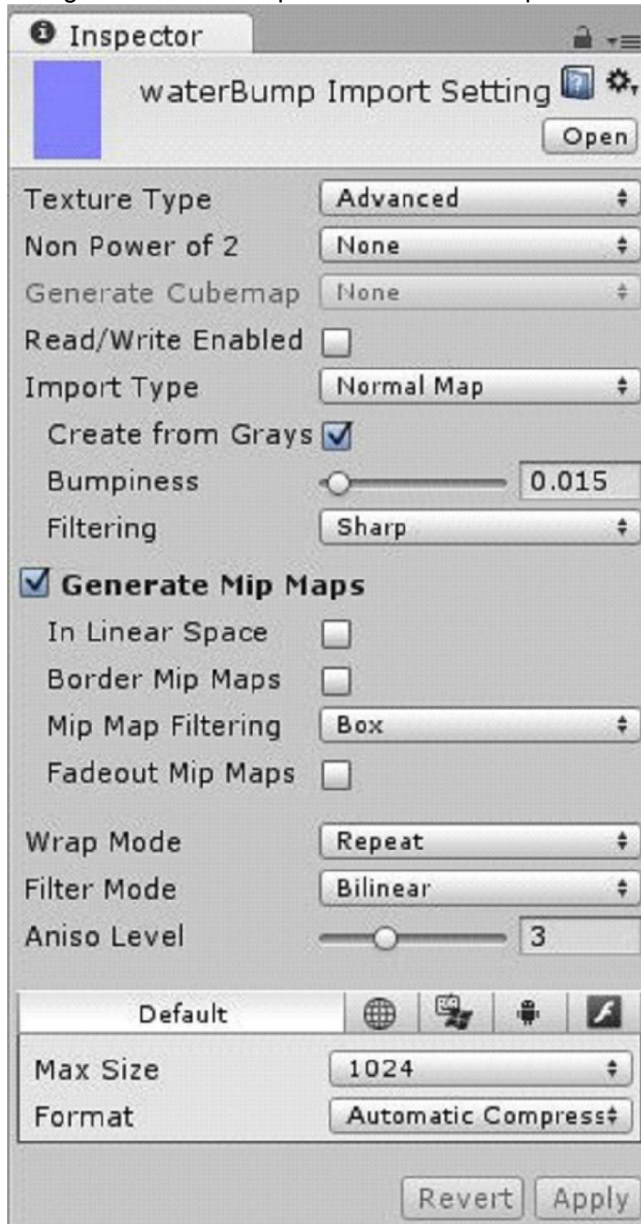 Inspector
waterBump Import Setting
Open
Texture Type Advanced
Non Power of 2 None
Generate Cubemap None
Read/Write Enabled
Import Type Normal Map
Create from Grays
Bumpiness 0.015
Filtering Sharp
Generate Mip Maps
In Linear Space
Border Mip Maps
Mip Map Filtering Box
Fadeout Mip Maps
Wrap Mode Repeat
Filter Mode Bilinear
Aniso Level 3
Default
Max Size 1024
Format Automatic Compress
Revert Apply